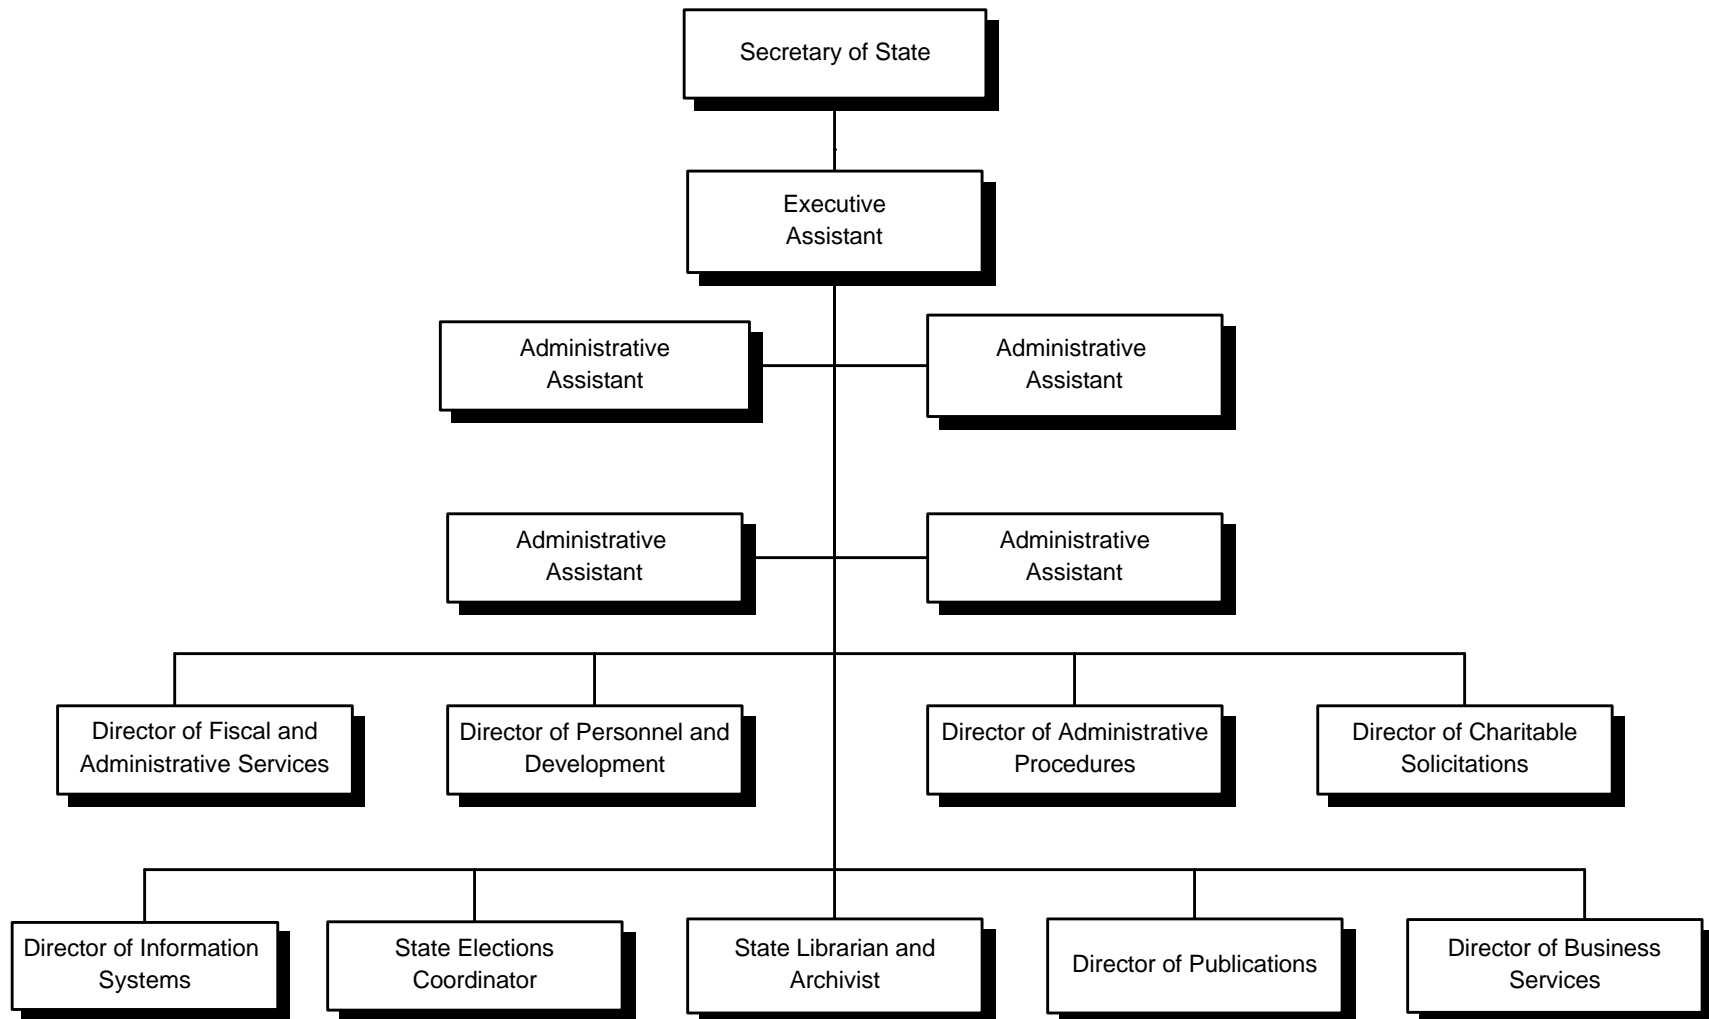 Secretary of State
Executive
Assistant
Administrative
Assistant
Administrative
Assistant
Administrative
Assistant
Administrative
Assistant
Director of Fiscal and
Administrative Services
Director of Personnel and
Development
Director of Administrative
Procedures
Director of Charitable
Solicitations
Director of Information
Systems
State Elections
Coordinator
State Librarian and
Archivist
Director of Publications
Director of Business
Services